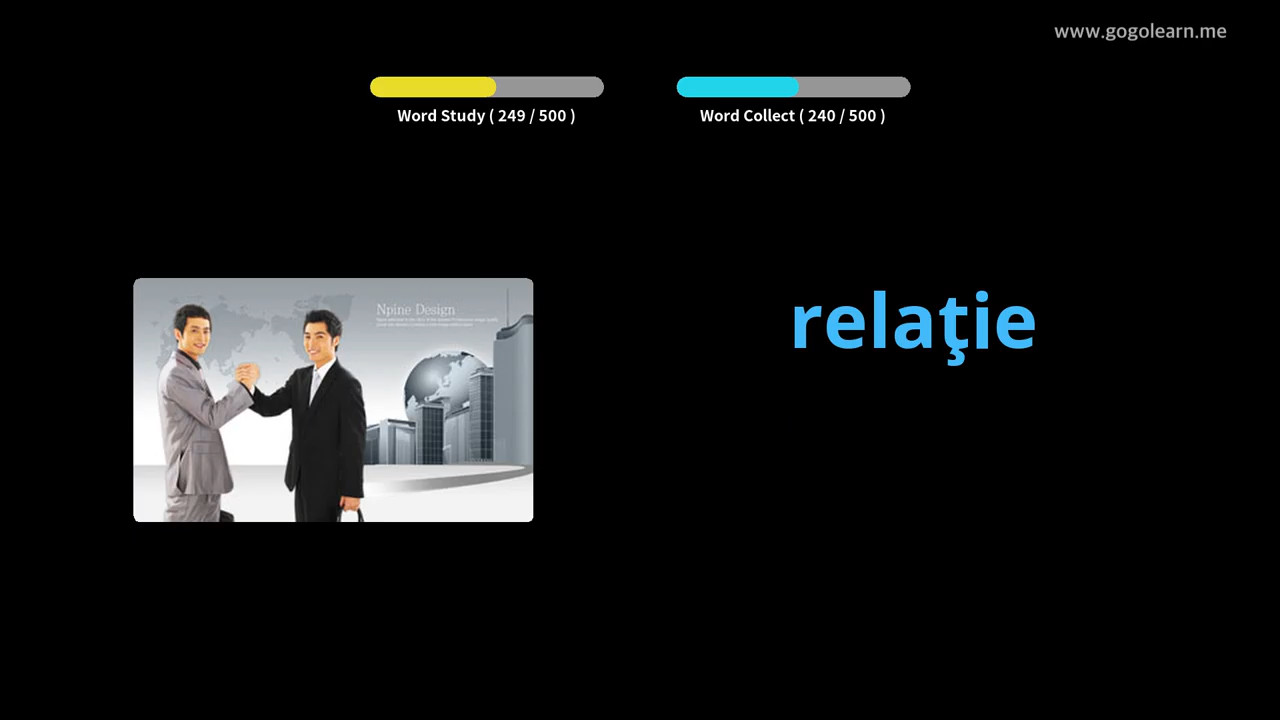 www.gogolearn.me
Word Study ( 249 / 500 )
Word Collect ( 240 / 500 )
Npine Design
relaţie